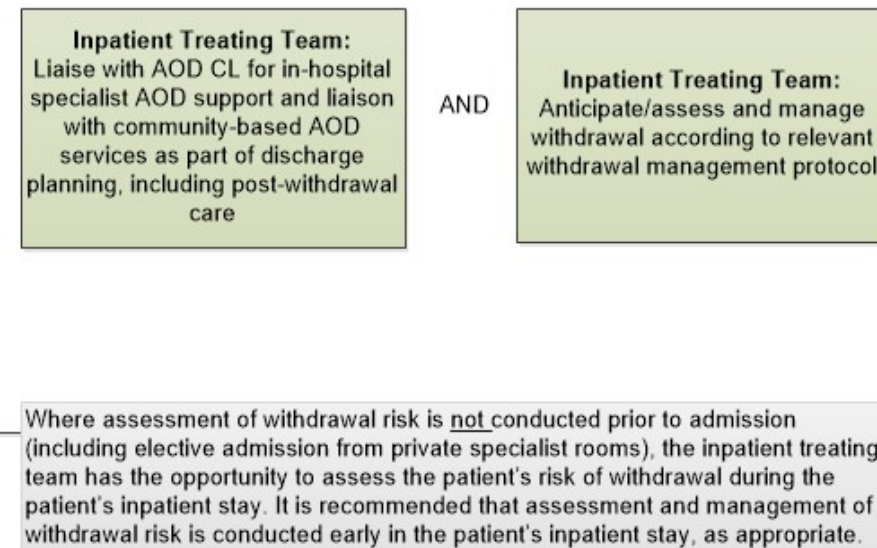 Inpatient Treating Team:
Liaise with AOD CL for in-hospital
specialist AOD support and liaison
with community-based AOD
services as part of discharge
planning, including post-withdrawal
care
AND
Inpatient Treating Team:
Anticipate/assess and manage
withdrawal according to relevant
withdrawal management protocol
Where assessment of withdrawal risk is not conducted prior to admission
(including elective admission from private specialist rooms), the inpatient treating
team has the opportunity to assess the patient's risk of withdrawal during the
patient's inpatient stay. It is recommended that assessment and management of
withdrawal risk is conducted early in the patient's inpatient stay, as appropriate.